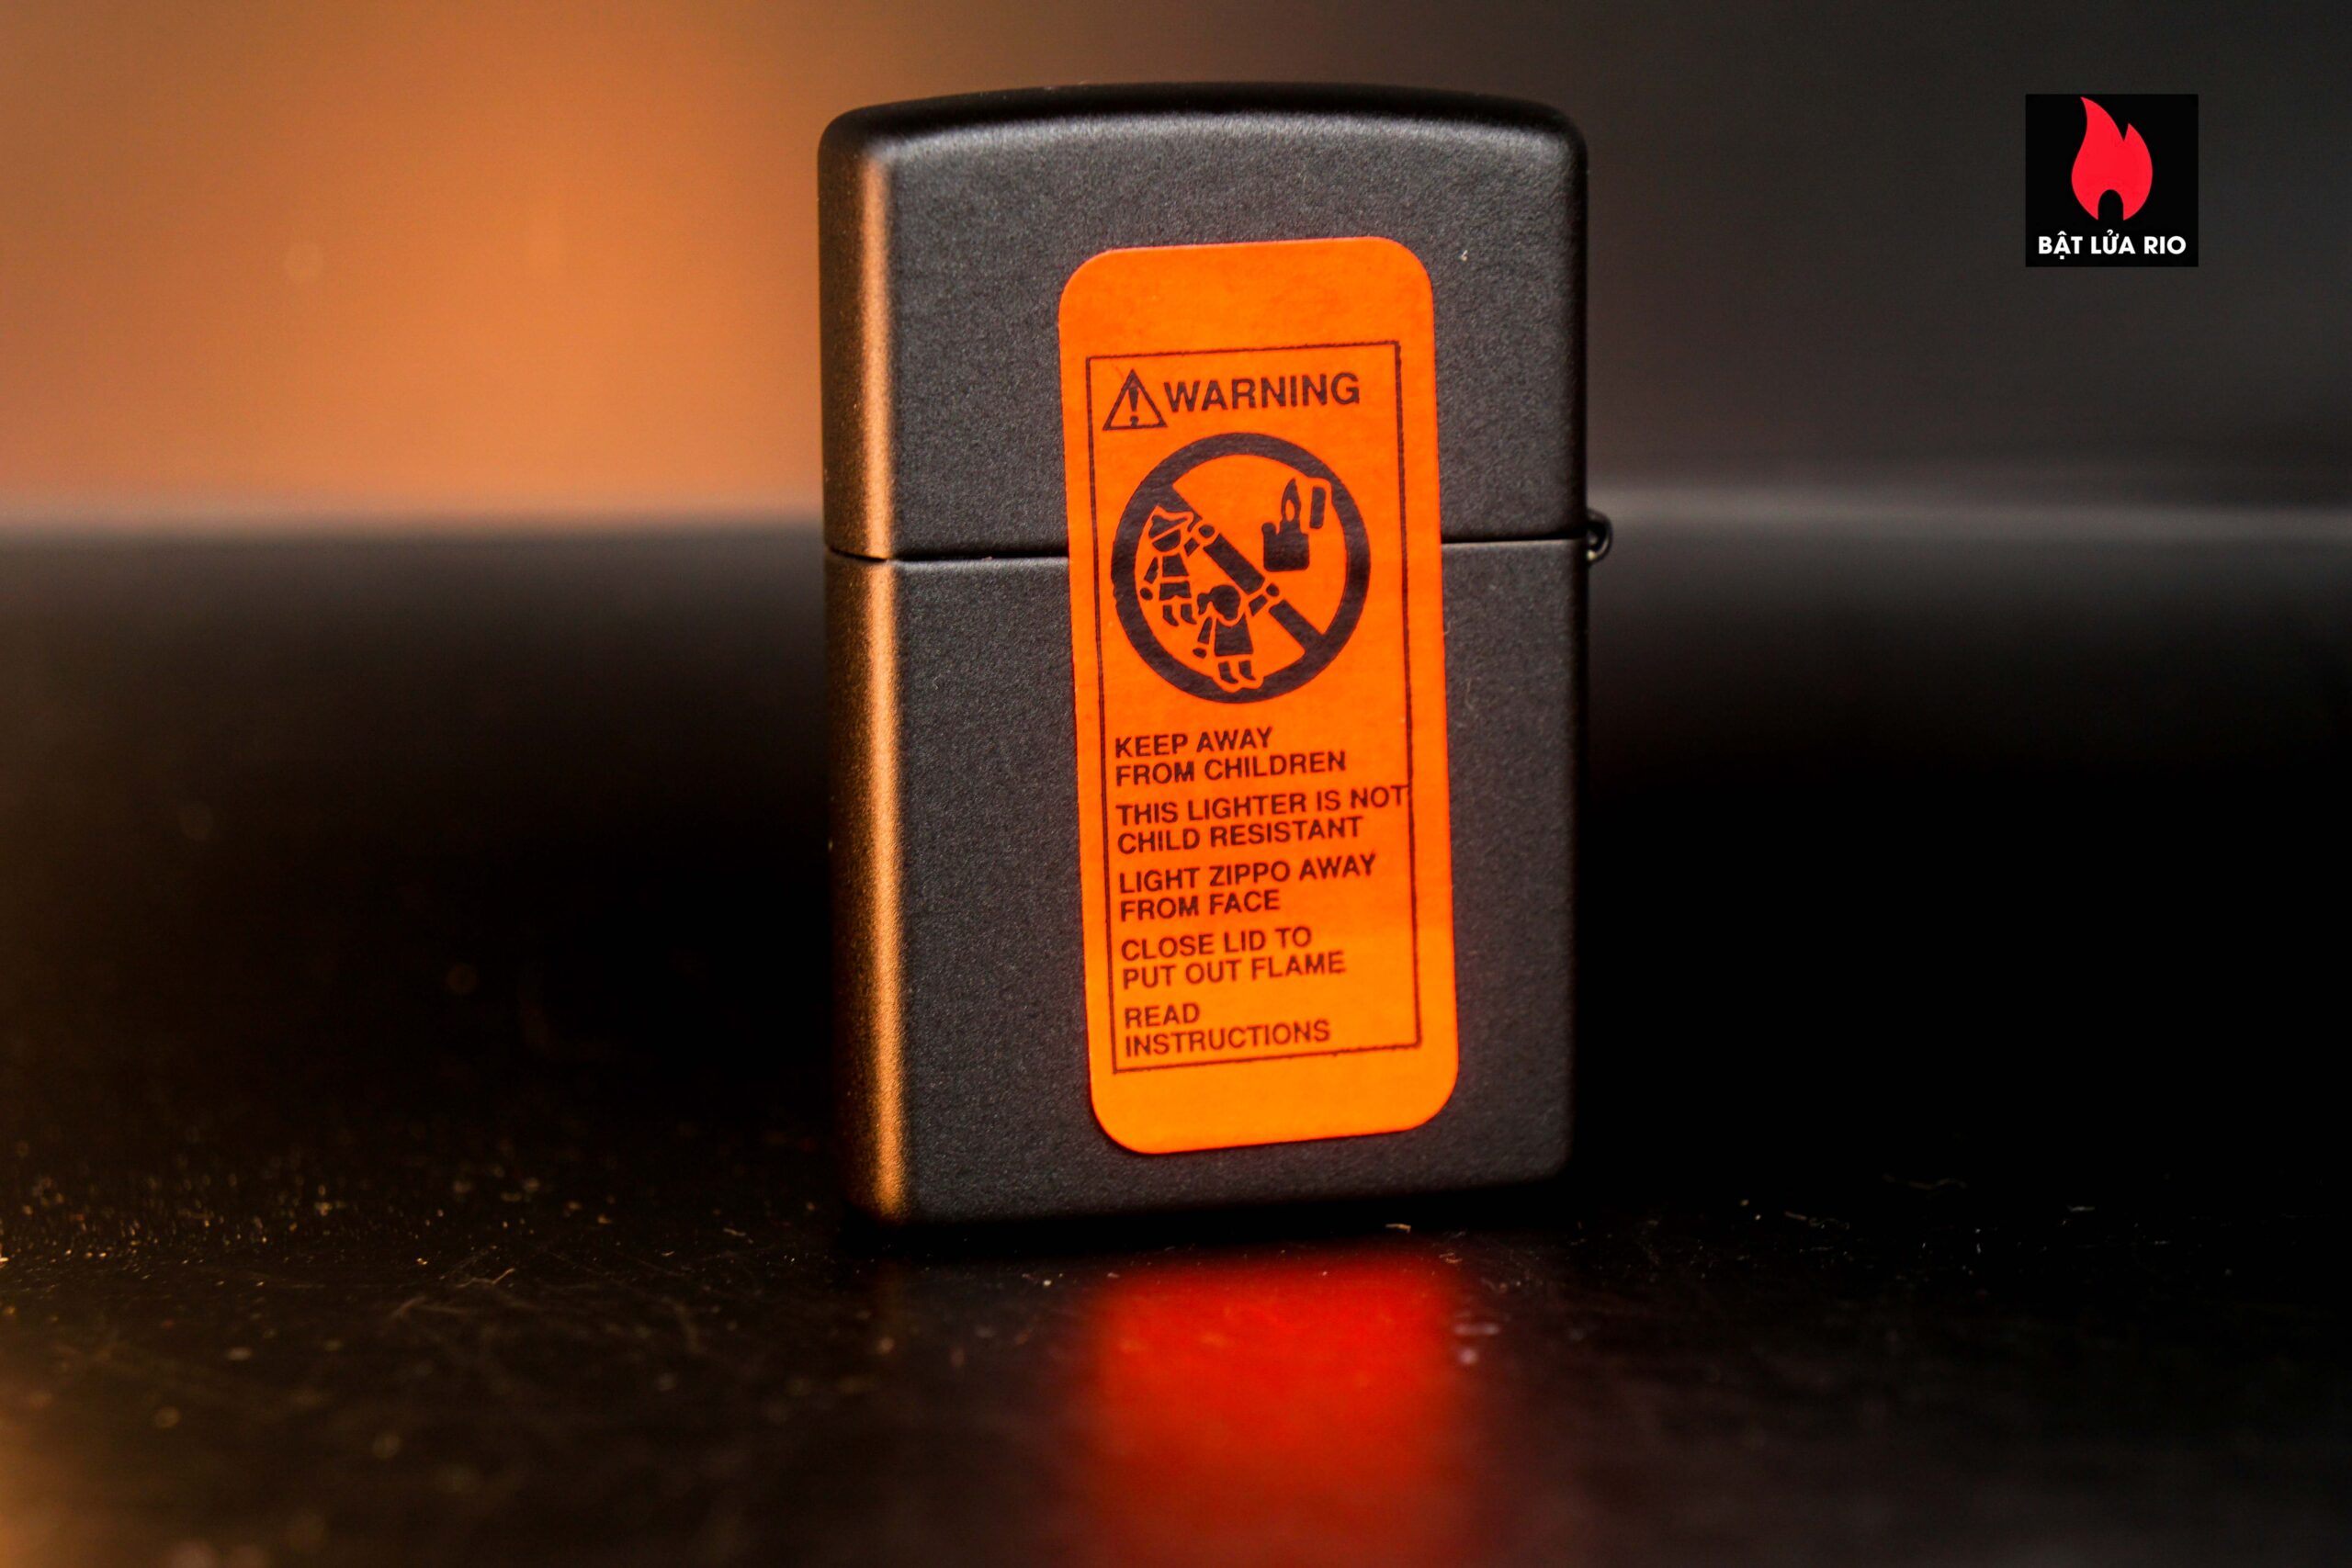 BẬT LỬA RIO
WARNING
KEEP AWAY
FROM CHILDREN
THIS LIGHTER IS NOT
CHILD RESISTANT
LIGHT ZIPPO AWAY
FROM FACE
CLOSE LID TO
PUT OUT FLAME
READ
INSTRUCTIONS